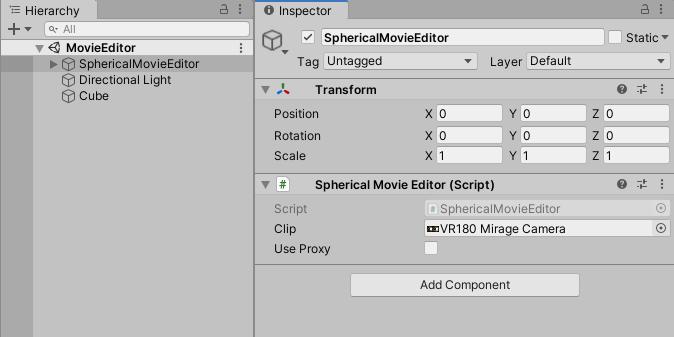 Hierarchy
All
MovieEditor
SphericalMovieEditor
Directional Light
Cube
Inspector
SphericalMovieEditor
Static
Tag Untagged Layer Default
Transform
Position X 0 Y 0 Z 0
Rotation X 0 Y 0 Z 0
Scale X 1 Y 1 Z 1
# Spherical Movie Editor (Script)
Script # SphericalMovieEditor
Clip VR180 Mirage Camera
Use Proxy
Add Component